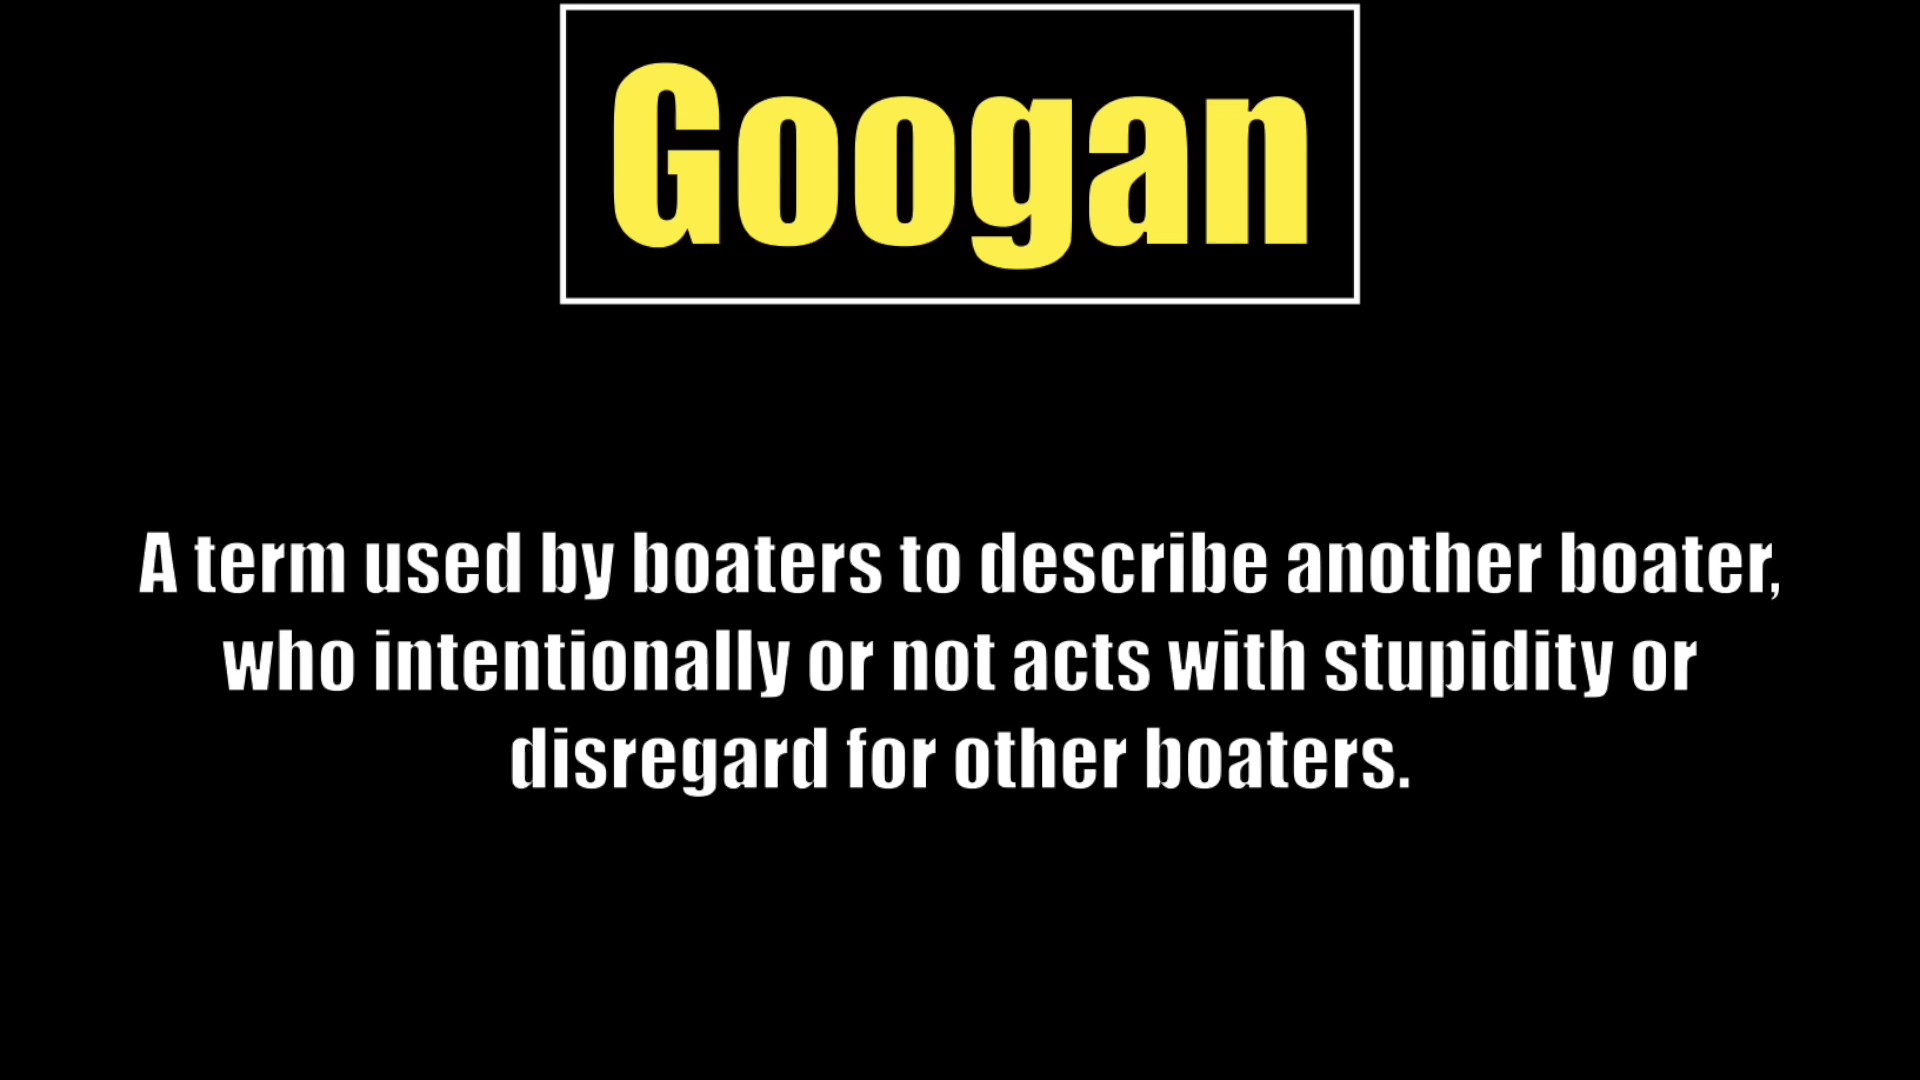 Googan
A term used by boaters to describe another boater,
who intentionally or not acts with stupidity or
disregard for other boaters.